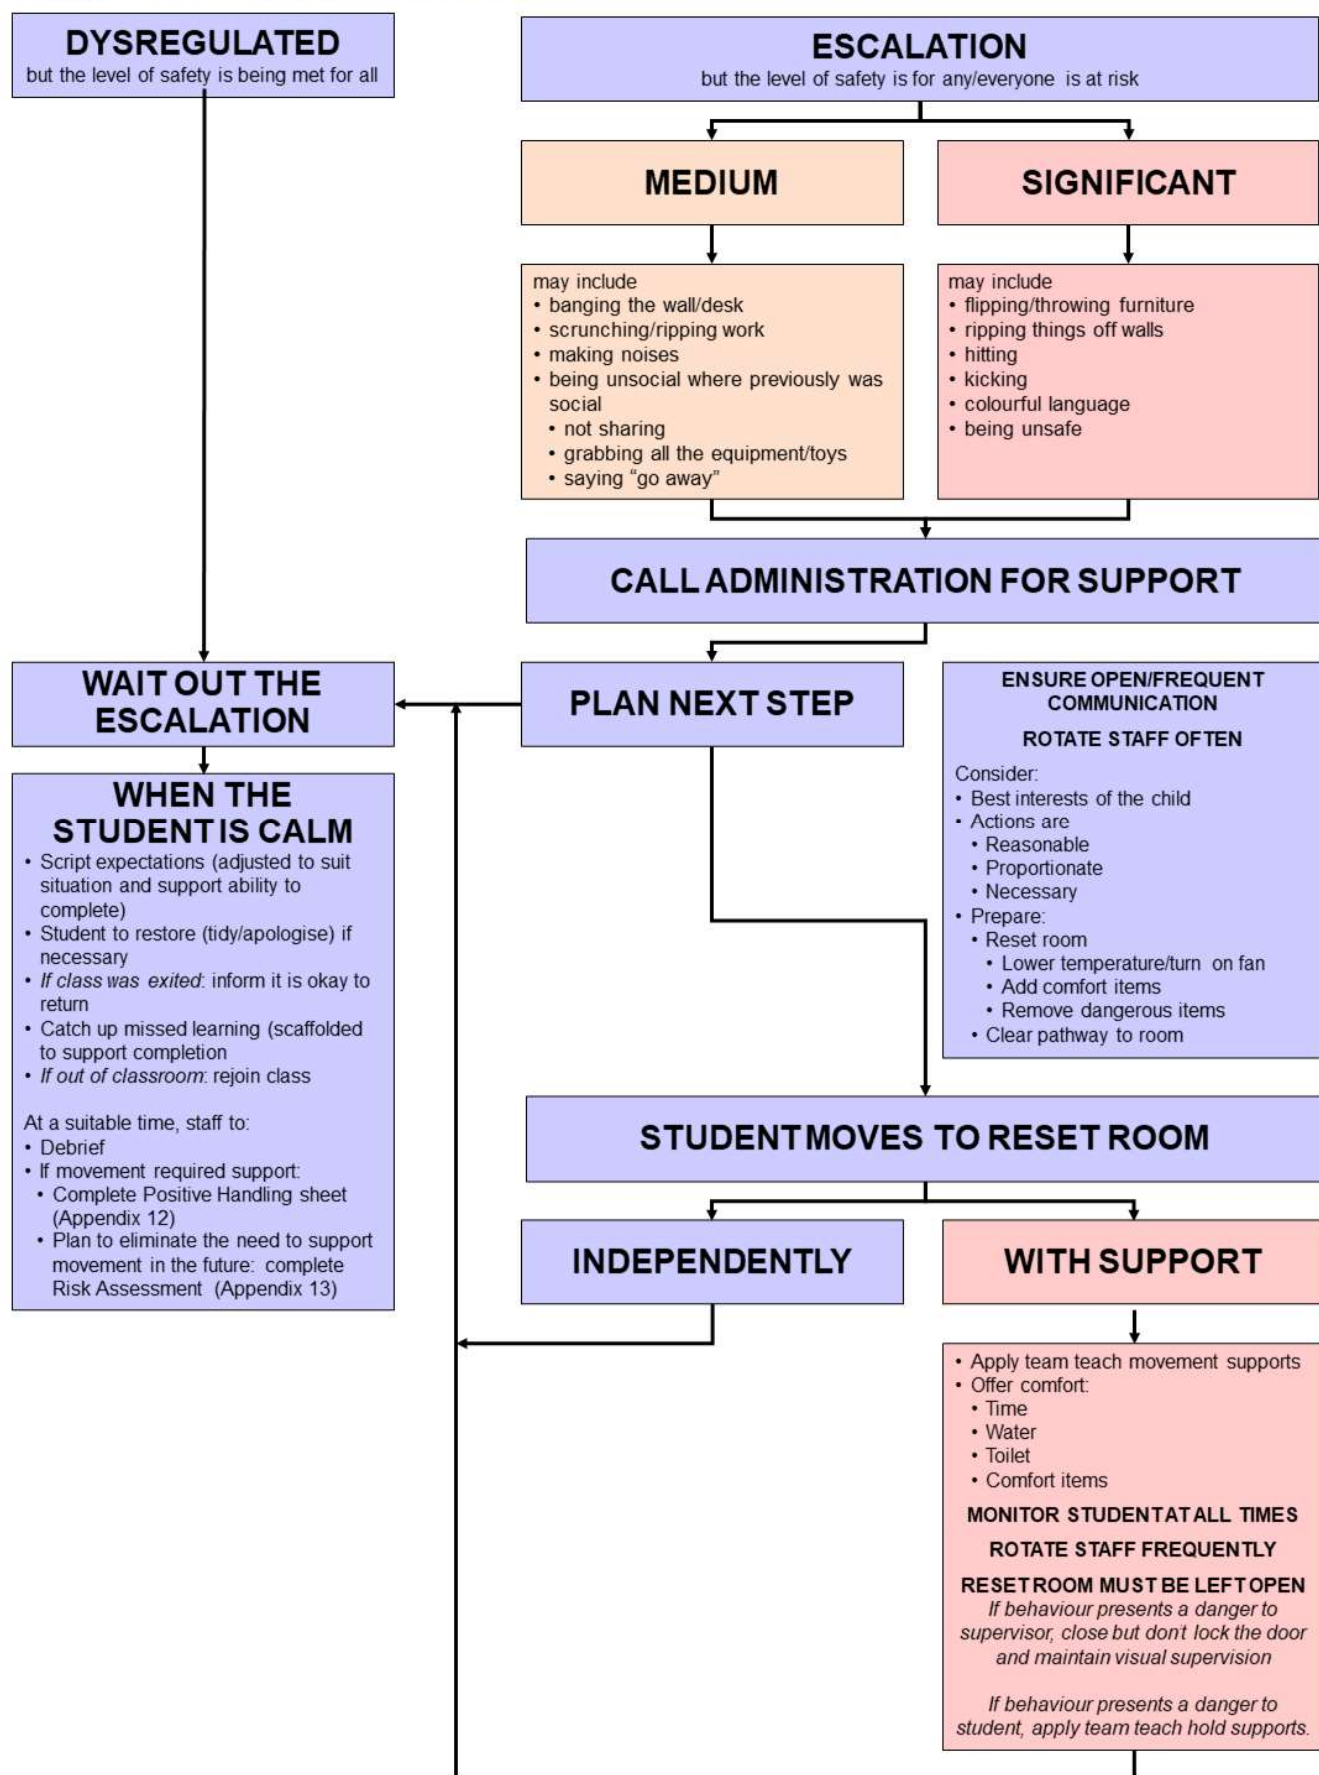 DYSREGULATED
but the level of safety is being met for all
ESCALATION
but the level of safety is for any/everyone is at risk
MEDIUM
SIGNIFICANT
may include
• banging the wall/desk
• scrunching/ripping work
• making noises
• being unsocial where previously was
social
• not sharing
• grabbing all the equipment/toys
• saying “go away”
may include
• flipping/throwing furniture
• ripping things off walls
• hitting
• kicking
• colourful language
• being unsafe
CALL ADMINISTRATION FOR SUPPORT
WAIT OUT THE
ESCALATION
PLAN NEXT STEP
ENSURE OPEN/FREQUENT
COMMUNICATION
ROTATE STAFF OFTEN
Consider:
• Best interests of the child
• Actions are
• Reasonable
• Proportionate
• Necessary
• Prepare:
• Reset room
• Lower temperature/turn on fan
• Add comfort items
• Remove dangerous items
• Clear pathway to room
WHEN THE
STUDENT IS CALM
• Script expectations (adjusted to suit
situation and support ability to
complete)
• Student to restore (tidy/apologise) if
necessary
• If class was exited: inform it is okay to
return
• Catch up missed learning (scaffolded
to support completion
• If out of classroom: rejoin class
At a suitable time, staff to:
• Debrief
• If movement required support:
• Complete Positive Handling sheet
(Appendix 12)
• Plan to eliminate the need to support
movement in the future: complete
Risk Assessment (Appendix 13)
STUDENT MOVES TO RESET ROOM
INDEPENDENTLY
WITH SUPPORT
• Apply team teach movement supports
• Offer comfort:
• Time
• Water
• Toilet
• Comfort items
MONITOR STUDENT AT ALL TIMES
ROTATE STAFF FREQUENTLY
RESET ROOM MUST BE LEFT OPEN
If behaviour presents a danger to
supervisor, close but don't lock the door
and maintain visual supervision
If behaviour presents a danger to
student, apply team teach hold supports.